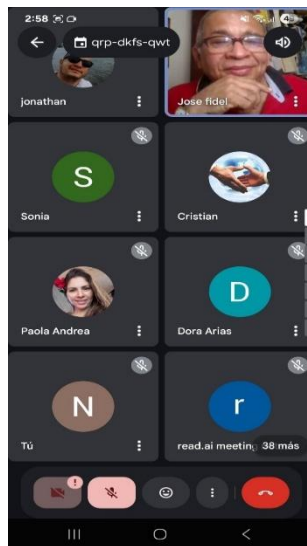 2:58
qrp-dkfs-qwt
jonathan
Jose fidel
S
Sonia
Cristian
Paola Andrea
D
Dora Arias
N
Tú
r
read.ai meeting
38 más